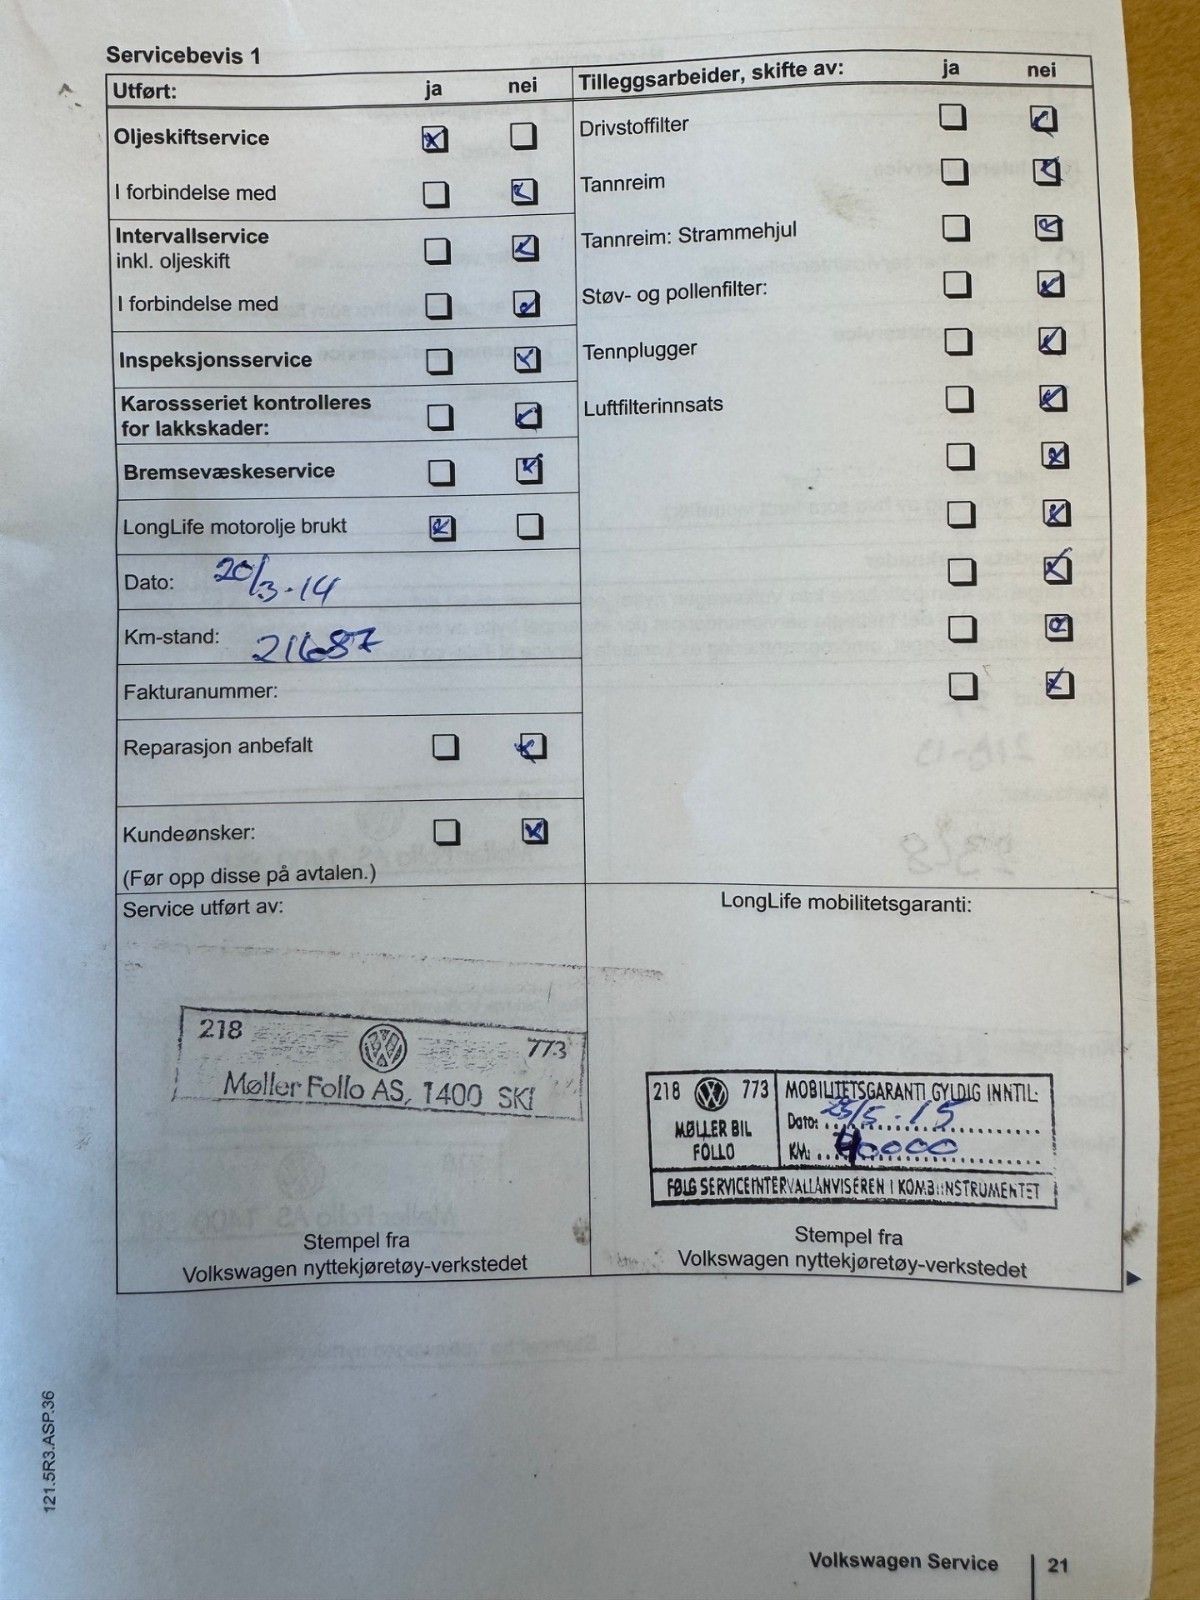 Servicebevis 1
Utført: ja nei
Oljeskiftservice
I forbindelse med
Intervallservice
inkl. oljeskift
I forbindelse med
Inspeksjonsservice
Karossseriet kontrolleres
for lakkskader:
Bremsevæskeservice
LongLife motorolje brukt
Dato: 20/3.14
Km-stand: 21687
Fakturanummer:
Reparasjon anbefalt
Kundeønsker:
(Før opp disse på avtalen.)
Tilleggsarbeider, skifte av: ja nei
Drivstoffilter
Tannreim
Tannreim: Strammehjul
Støv- og pollenfilter:
Tennplugger
Luftfilterinnsats
Service utført av:
218 773
Møller Follo AS, 1400 SKI
Stempel fra
Volkswagen nyttekjøretøy-verkstedet
LongLife mobilitetsgaranti:
218 773
MØLLER BIL
FOLLO
MOBILITETSGARANTI GYLDIG INNTIL:
Dato: 25/5.15
KM: 40000
FØLG SERVICEINTERVALLANVISEREN I KOMBIINSTRUMENTET
Stempel fra
Volkswagen nyttekjøretøy-verkstedet
121.5R3.ASP.36
Volkswagen Service 21